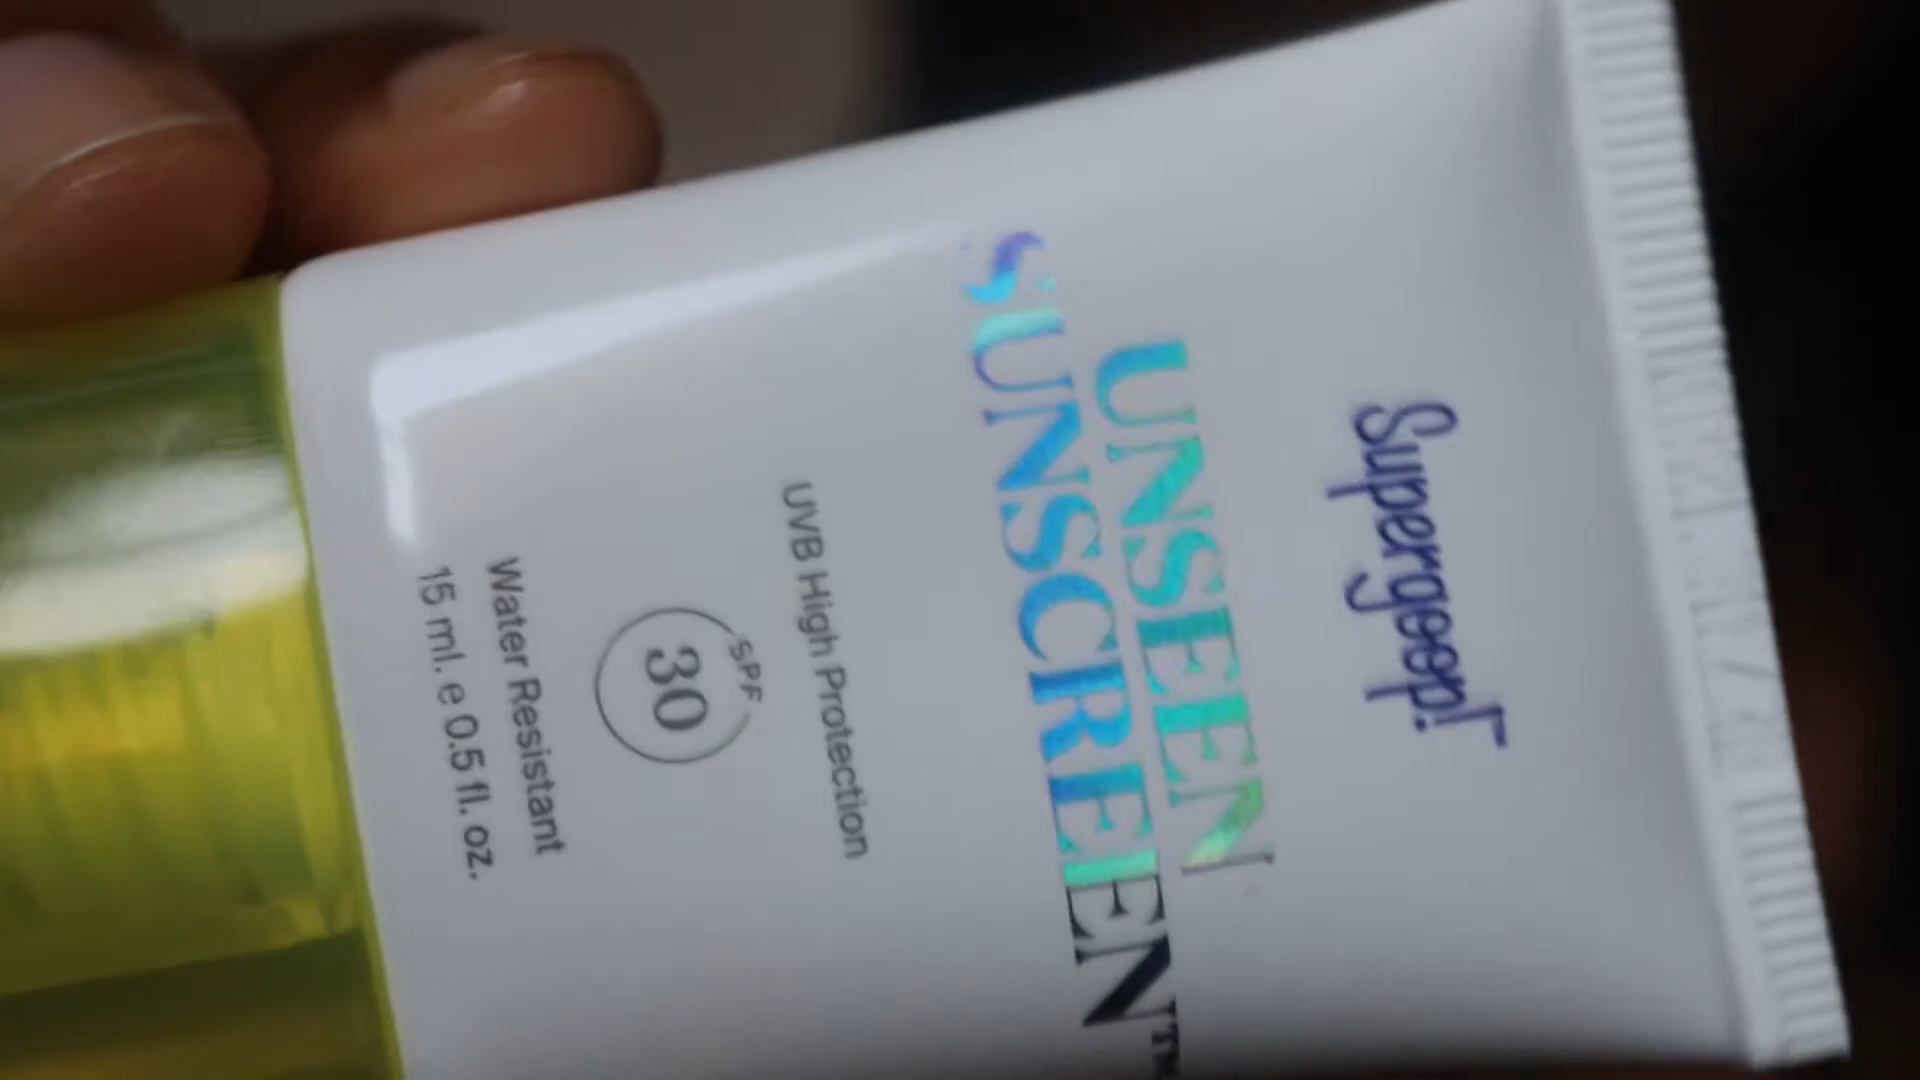 Supergoop!
UNSEEN
SUNSCREEN™
UVB High Protection
SPF
30
Water Resistant
15 ml. e 0.5 fl. oz.